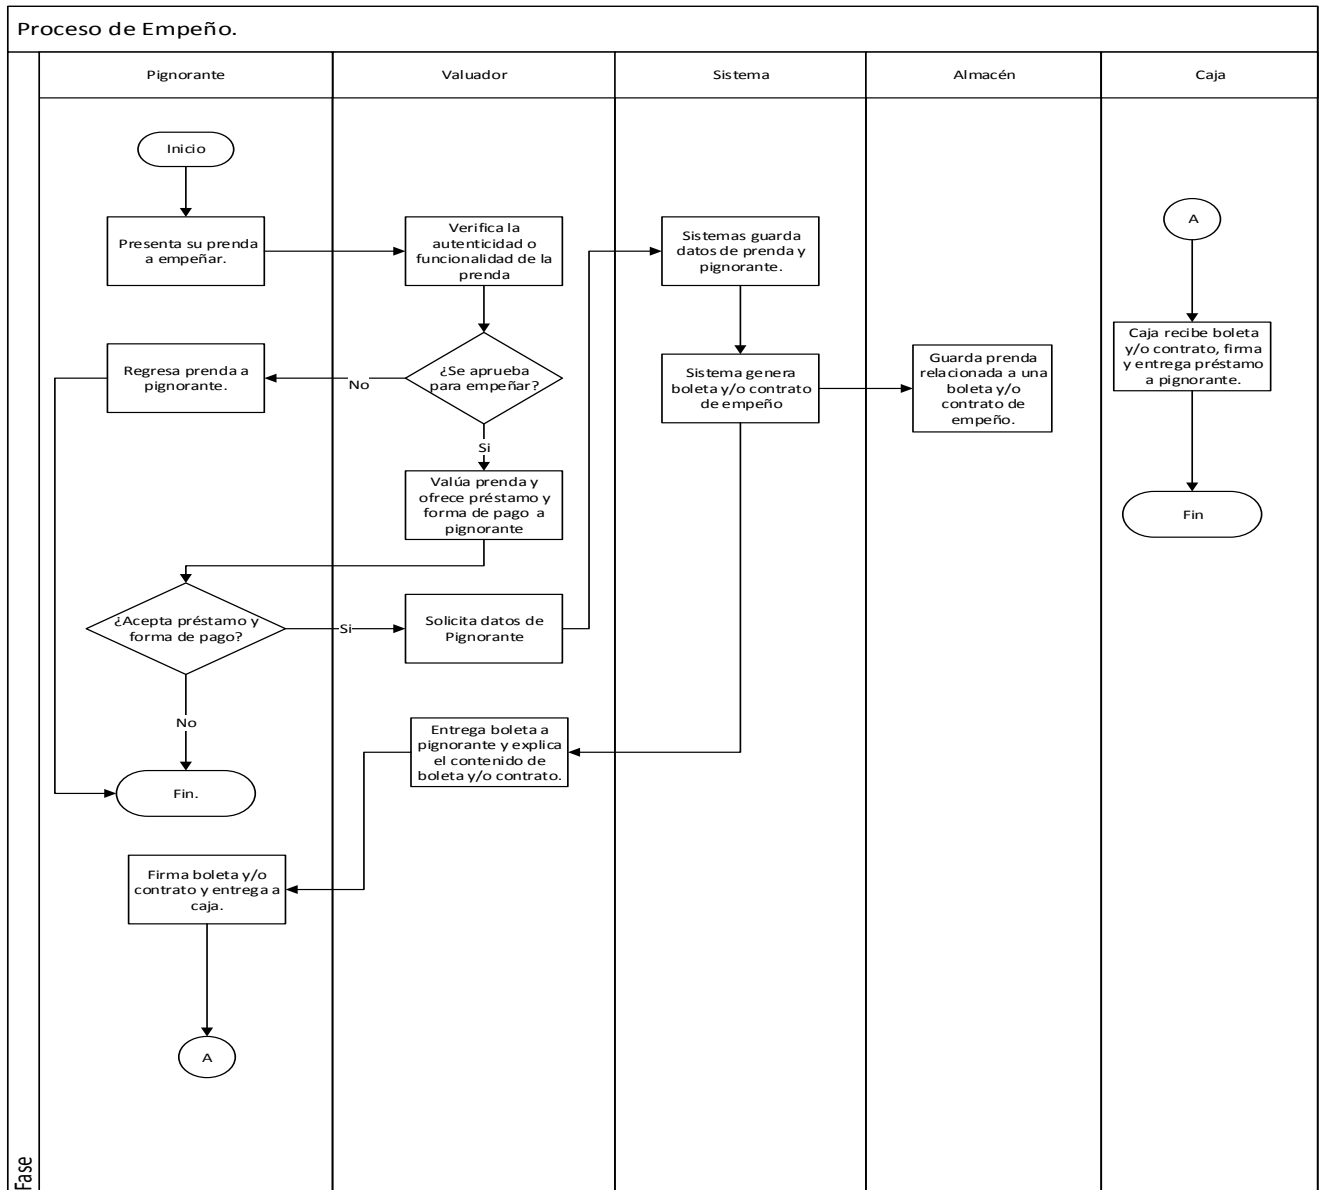 Proceso de Empeño.
Pignorante
Valuador
Sistema
Almacén
Caja
Inicio
Presenta su prenda
a empeñar.
Verifica la
autenticidad o
funcionalidad de la
prenda
Sistemas guarda
datos de prenda y
pignorante.
A
Regresa prenda a
pignorante.
No
¿Se aprueba
para empeñar?
Si
Sistema genera
boleta y/o contrato
de empeño
Guarda prenda
relacionada a una
boleta y/o
contrato de
empeño.
Caja recibe boleta
y/o contrato, firma
y entrega préstamo
a pignorante.
Valúa prenda y
ofrece préstamo y
forma de pago a
pignorante
Fin
¿Acepta préstamo y
forma de pago?
Si
Solicita datos de
Pignorante
No
Entrega boleta a
pignorante y explica
el contenido de
boleta y/o contrato.
Fin.
Firma boleta y/o
contrato y entrega a
caja.
A
Fase